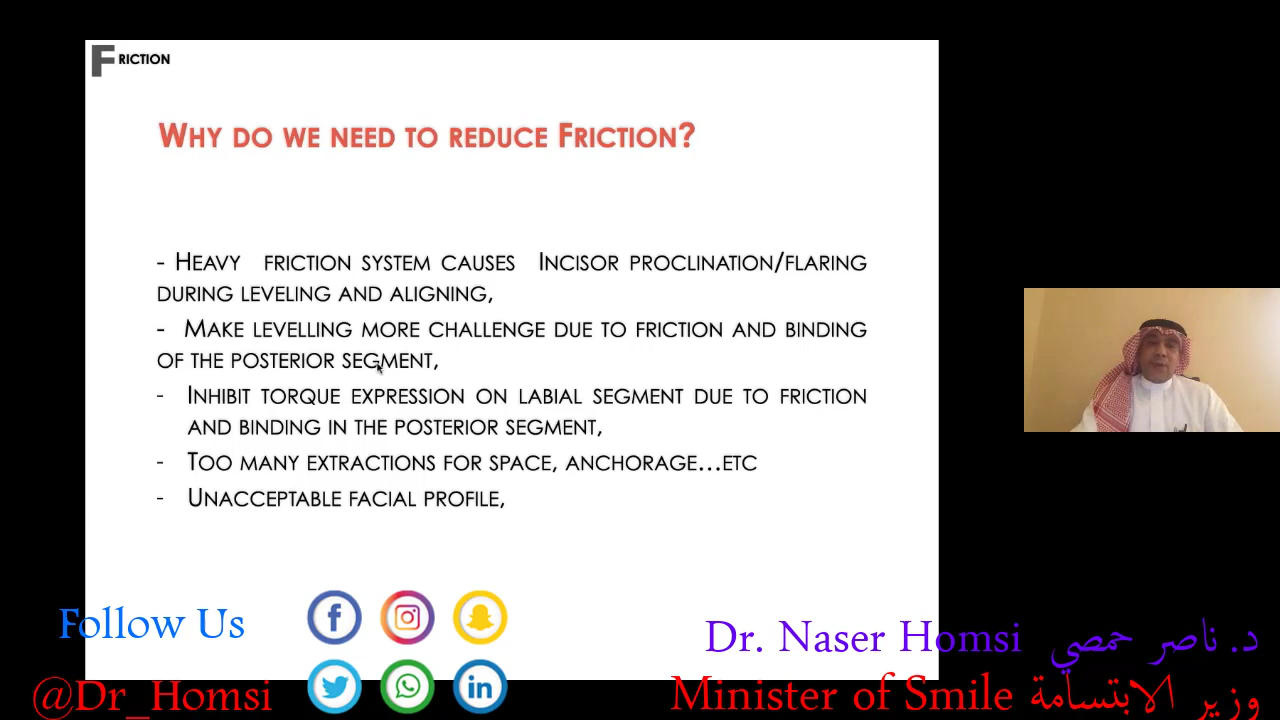 FRICTION
WHY DO WE NEED TO REDUCE FRICTION?
- HEAVY FRICTION SYSTEM CAUSES INCISOR PROCLINATION/FLARING
DURING LEVELING AND ALIGNING,
- MAKE LEVELLING MORE CHALLENGE DUE TO FRICTION AND BINDING
OF THE POSTERIOR SEGMENT,
- INHIBIT TORQUE EXPRESSION ON LABIAL SEGMENT DUE TO FRICTION
AND BINDING IN THE POSTERIOR SEGMENT,
- TOO MANY EXTRACTIONS FOR SPACE, ANCHORAGE...ETC
- UNACCEPTABLE FACIAL PROFILE,
Follow Us
@Dr_Homsi
Dr. Naser Homsi د. ناصر حمصي
Minister of Smile وزير الابتسامة